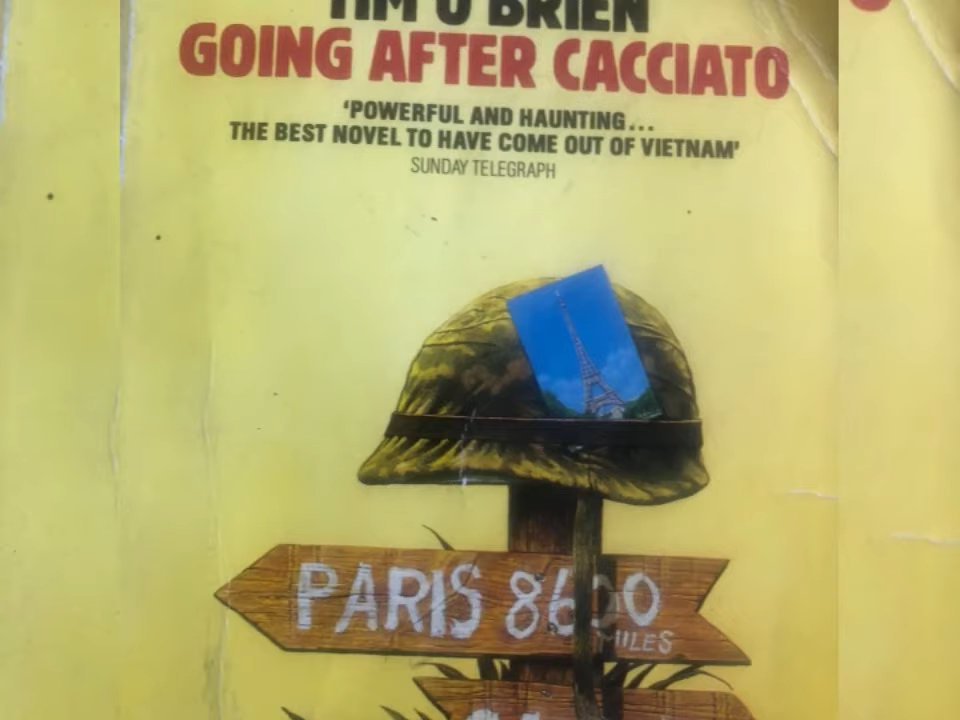 TIM O'BRIEN
GOING AFTER CACCIATO
'POWERFUL AND HAUNTING...
THE BEST NOVEL TO HAVE COME OUT OF VIETNAM'
SUNDAY TELEGRAPH
PARIS 8600
MILES